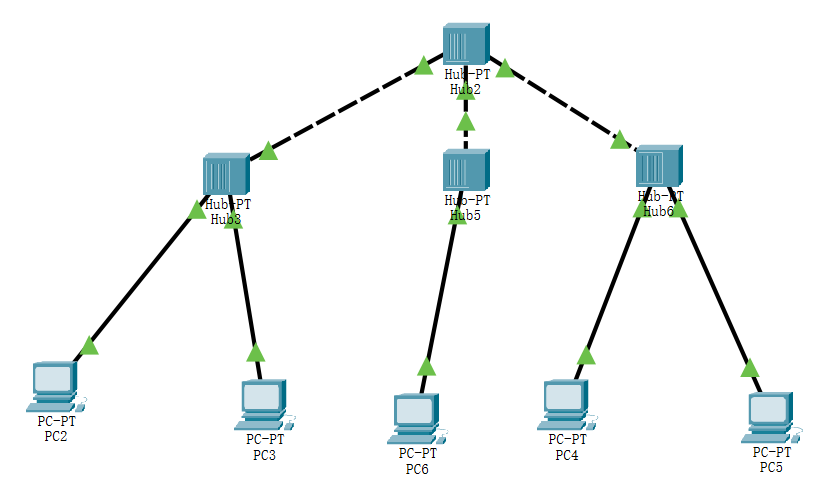 Hub-PT
Hub2
Hub-PT
Hub3
Hub-PT
Hub5
Hub-PT
Hub6
PC-PT
PC2
PC-PT
PC3
PC-PT
PC6
PC-PT
PC4
PC-PT
PC5